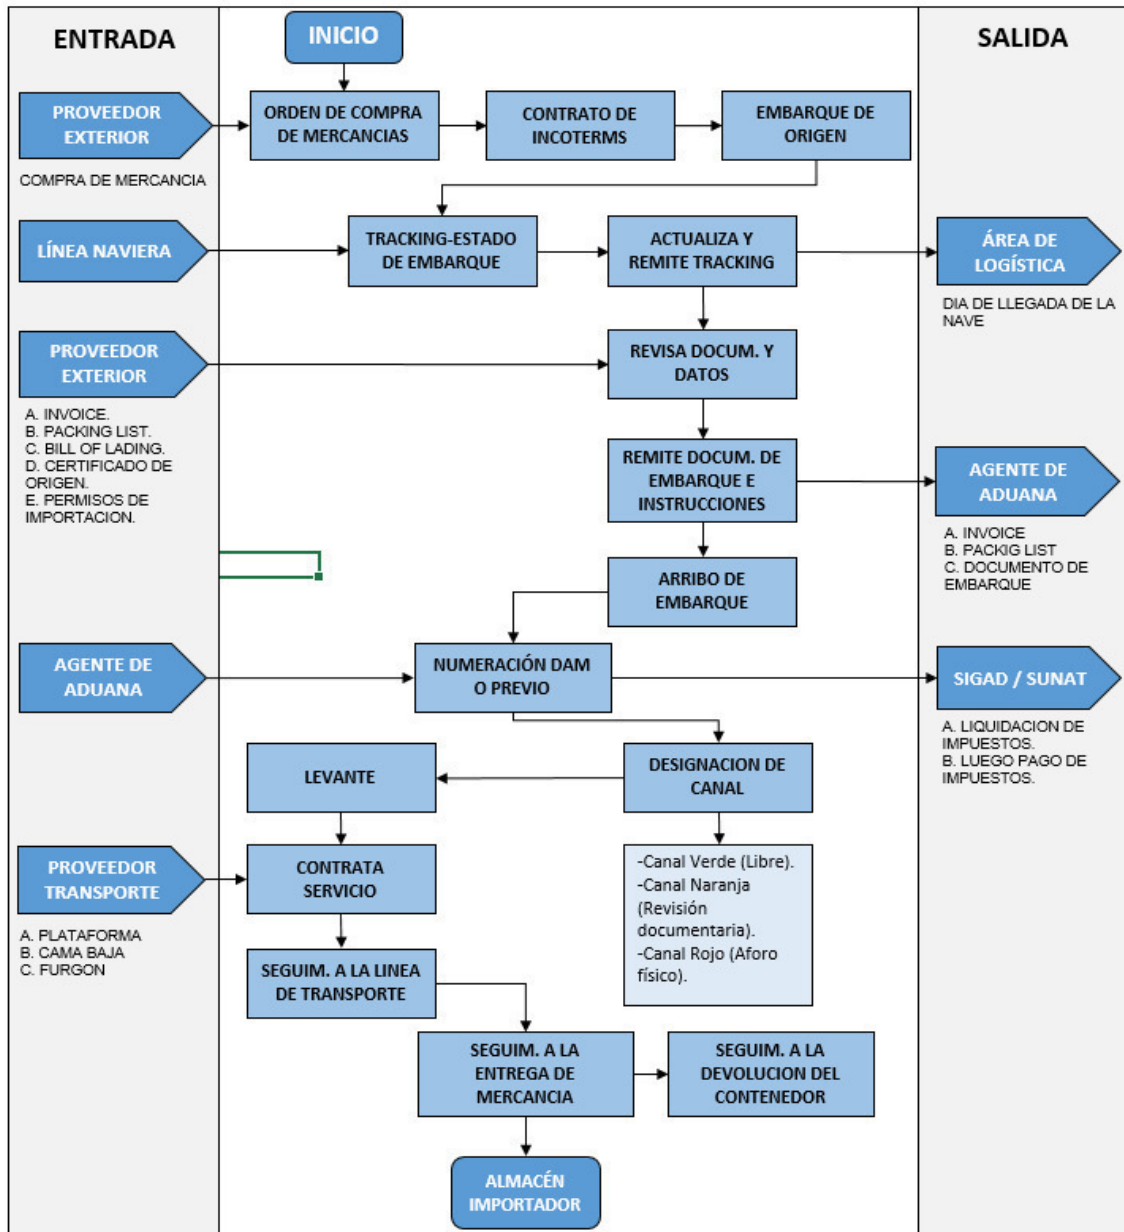 ENTRADA
INICIO
SALIDA
PROVEEDOR
EXTERIOR
ORDEN DE COMPRA
DE MERCANCIAS
CONTRATO DE
INCOTERMS
EMBARQUE DE
ORIGEN
COMPRA DE MERCANCIA
LÍNEA NAVIERA
TRACKING-ESTADO
DE EMBARQUE
ACTUALIZA Y
REMITE TRACKING
ÁREA DE
LOGÍSTICA
DIA DE LLEGADA DE LA
NAVE
PROVEEDOR
EXTERIOR
REVISA DOCUM. Y
DATOS
A. INVOICE.
B. PACKING LIST.
C. BILL OF LADING.
D. CERTIFICADO DE
ORIGEN.
E. PERMISOS DE
IMPORTACION.
REMITE DOCUM. DE
EMBARQUE E
INSTRUCCIONES
AGENTE DE
ADUANA
A. INVOICE
B. PACKIG LIST
C. DOCUMENTO DE
EMBARQUE
ARRIBO DE
EMBARQUE
AGENTE DE
ADUANA
NUMERACIÓN DAM
O PREVIO
SIGAD / SUNAT
A. LIQUIDACION DE
IMPUESTOS.
B. LUEGO PAGO DE
IMPUESTOS.
LEVANTE
DESIGNACION DE
CANAL
-Canal Verde (Libre).
-Canal Naranja
(Revisión
documentaria).
-Canal Rojo (Aforo
físico).
PROVEEDOR
TRANSPORTE
CONTRATA
SERVICIO
A. PLATAFORMA
B. CAMA BAJA
C. FURGON
SEGUIM. A LA LINEA
DE TRANSPORTE
SEGUIM. A LA
ENTREGA DE
MERCANCIA
SEGUIM. A LA
DEVOLUCION DEL
CONTENEDOR
ALMACÉN
IMPORTADOR